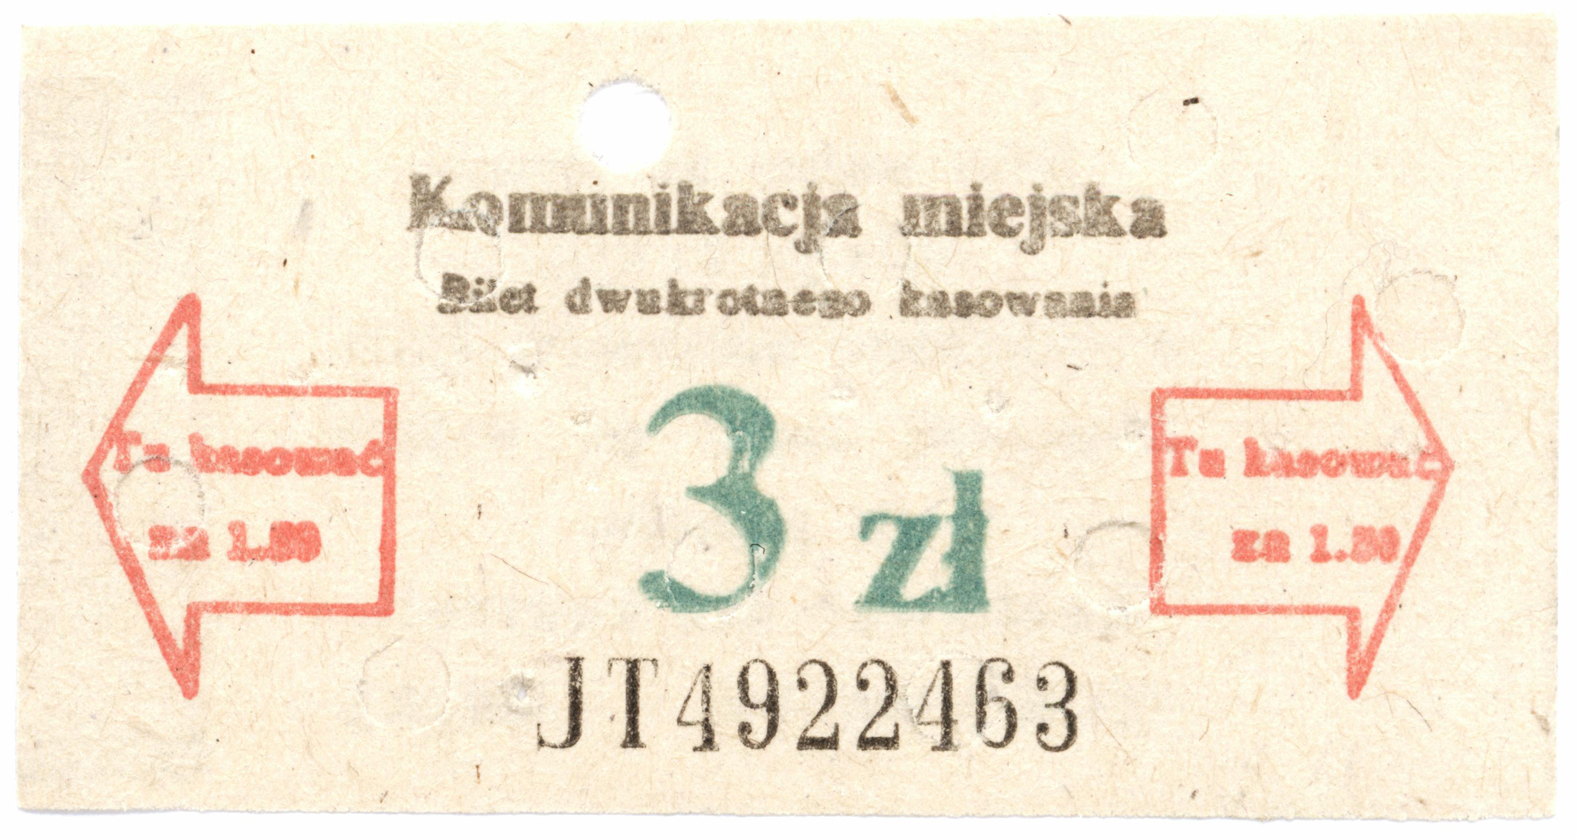 Komunikacja miejska
Bilet dwukrotnego kasowania
Tu kasować
za 1.50
3 zł
Tu kasować
za 1.50
JT4922463